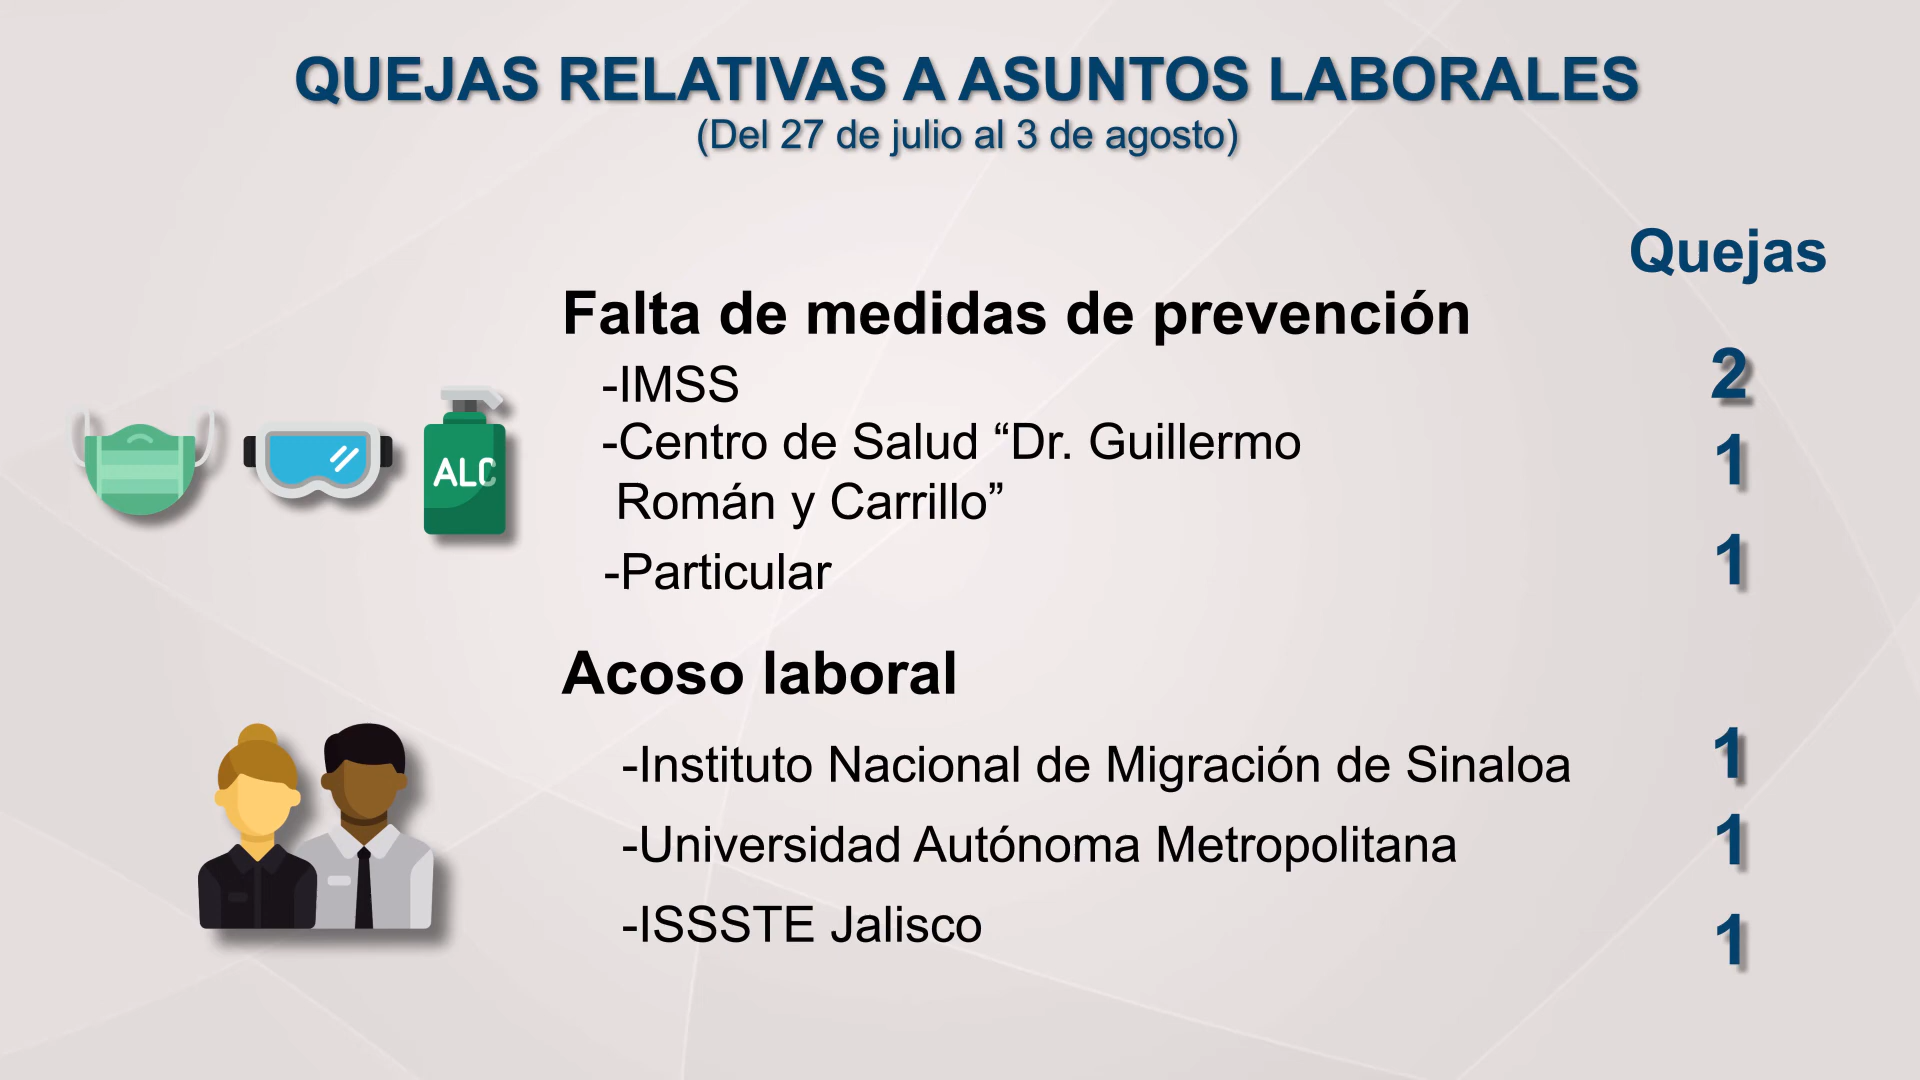 QUEJAS RELATIVAS A ASUNTOS LABORALES
(Del 27 de julio al 3 de agosto)
Quejas
Falta de medidas de prevención
-IMSS 2
-Centro de Salud “Dr. Guillermo 1
Román y Carrillo”
-Particular 1
ALC
Acoso laboral
-Instituto Nacional de Migración de Sinaloa 1
-Universidad Autónoma Metropolitana 1
-ISSSTE Jalisco 1